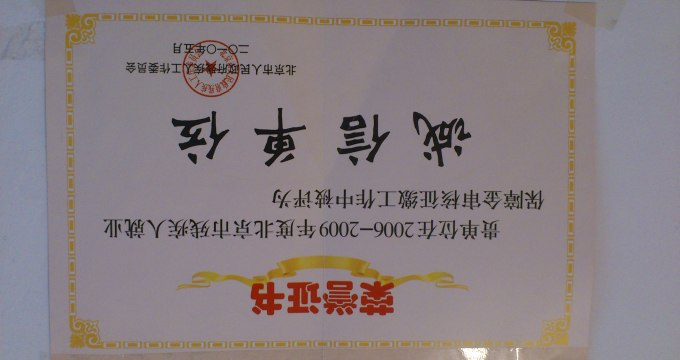 荣誉证书
贵单位在2006—2009年度北京市残疾人就业
保障金审核征缴工作中被评为
诚信单位
北京市人民政府残疾人工作委员会
二〇一〇年五月